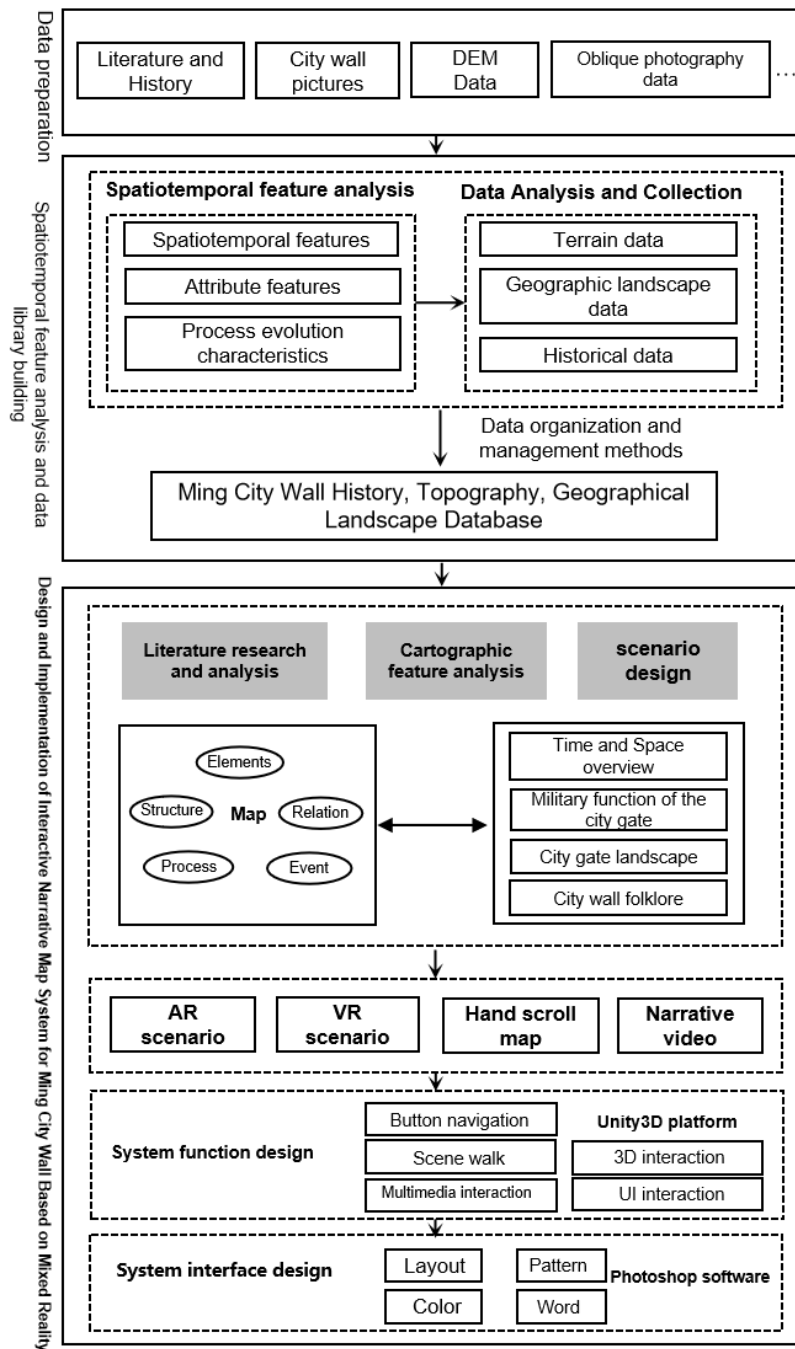 Data preparation
Literature and
History
City wall
pictures
DEM
Data
Oblique photography
data
...
Spatiotemporal feature analysis and data
library building
Spatiotemporal feature analysis
Spatiotemporal features
Attribute features
Process evolution
characteristics
Data Analysis and Collection
Terrain data
Geographic landscape
data
Historical data
Data organization and
management methods
Ming City Wall History, Topography, Geographical
Landscape Database
Design and Implementation of Interactive Narrative Map System for Ming City Wall Based on Mixed Reality
Literature research
and analysis
Cartographic
feature analysis
scenario
design
Elements
Structure
Map
Relation
Process
Event
Time and Space
overview
Military function of the
city gate
City gate landscape
City wall folklore
AR
scenario
VR
scenario
Hand scroll
map
Narrative
video
System function design
Button navigation
Scene walk
Multimedia interaction
Unity3D platform
3D interaction
UI interaction
System interface design
Layout
Color
Pattern
Word
Photoshop software